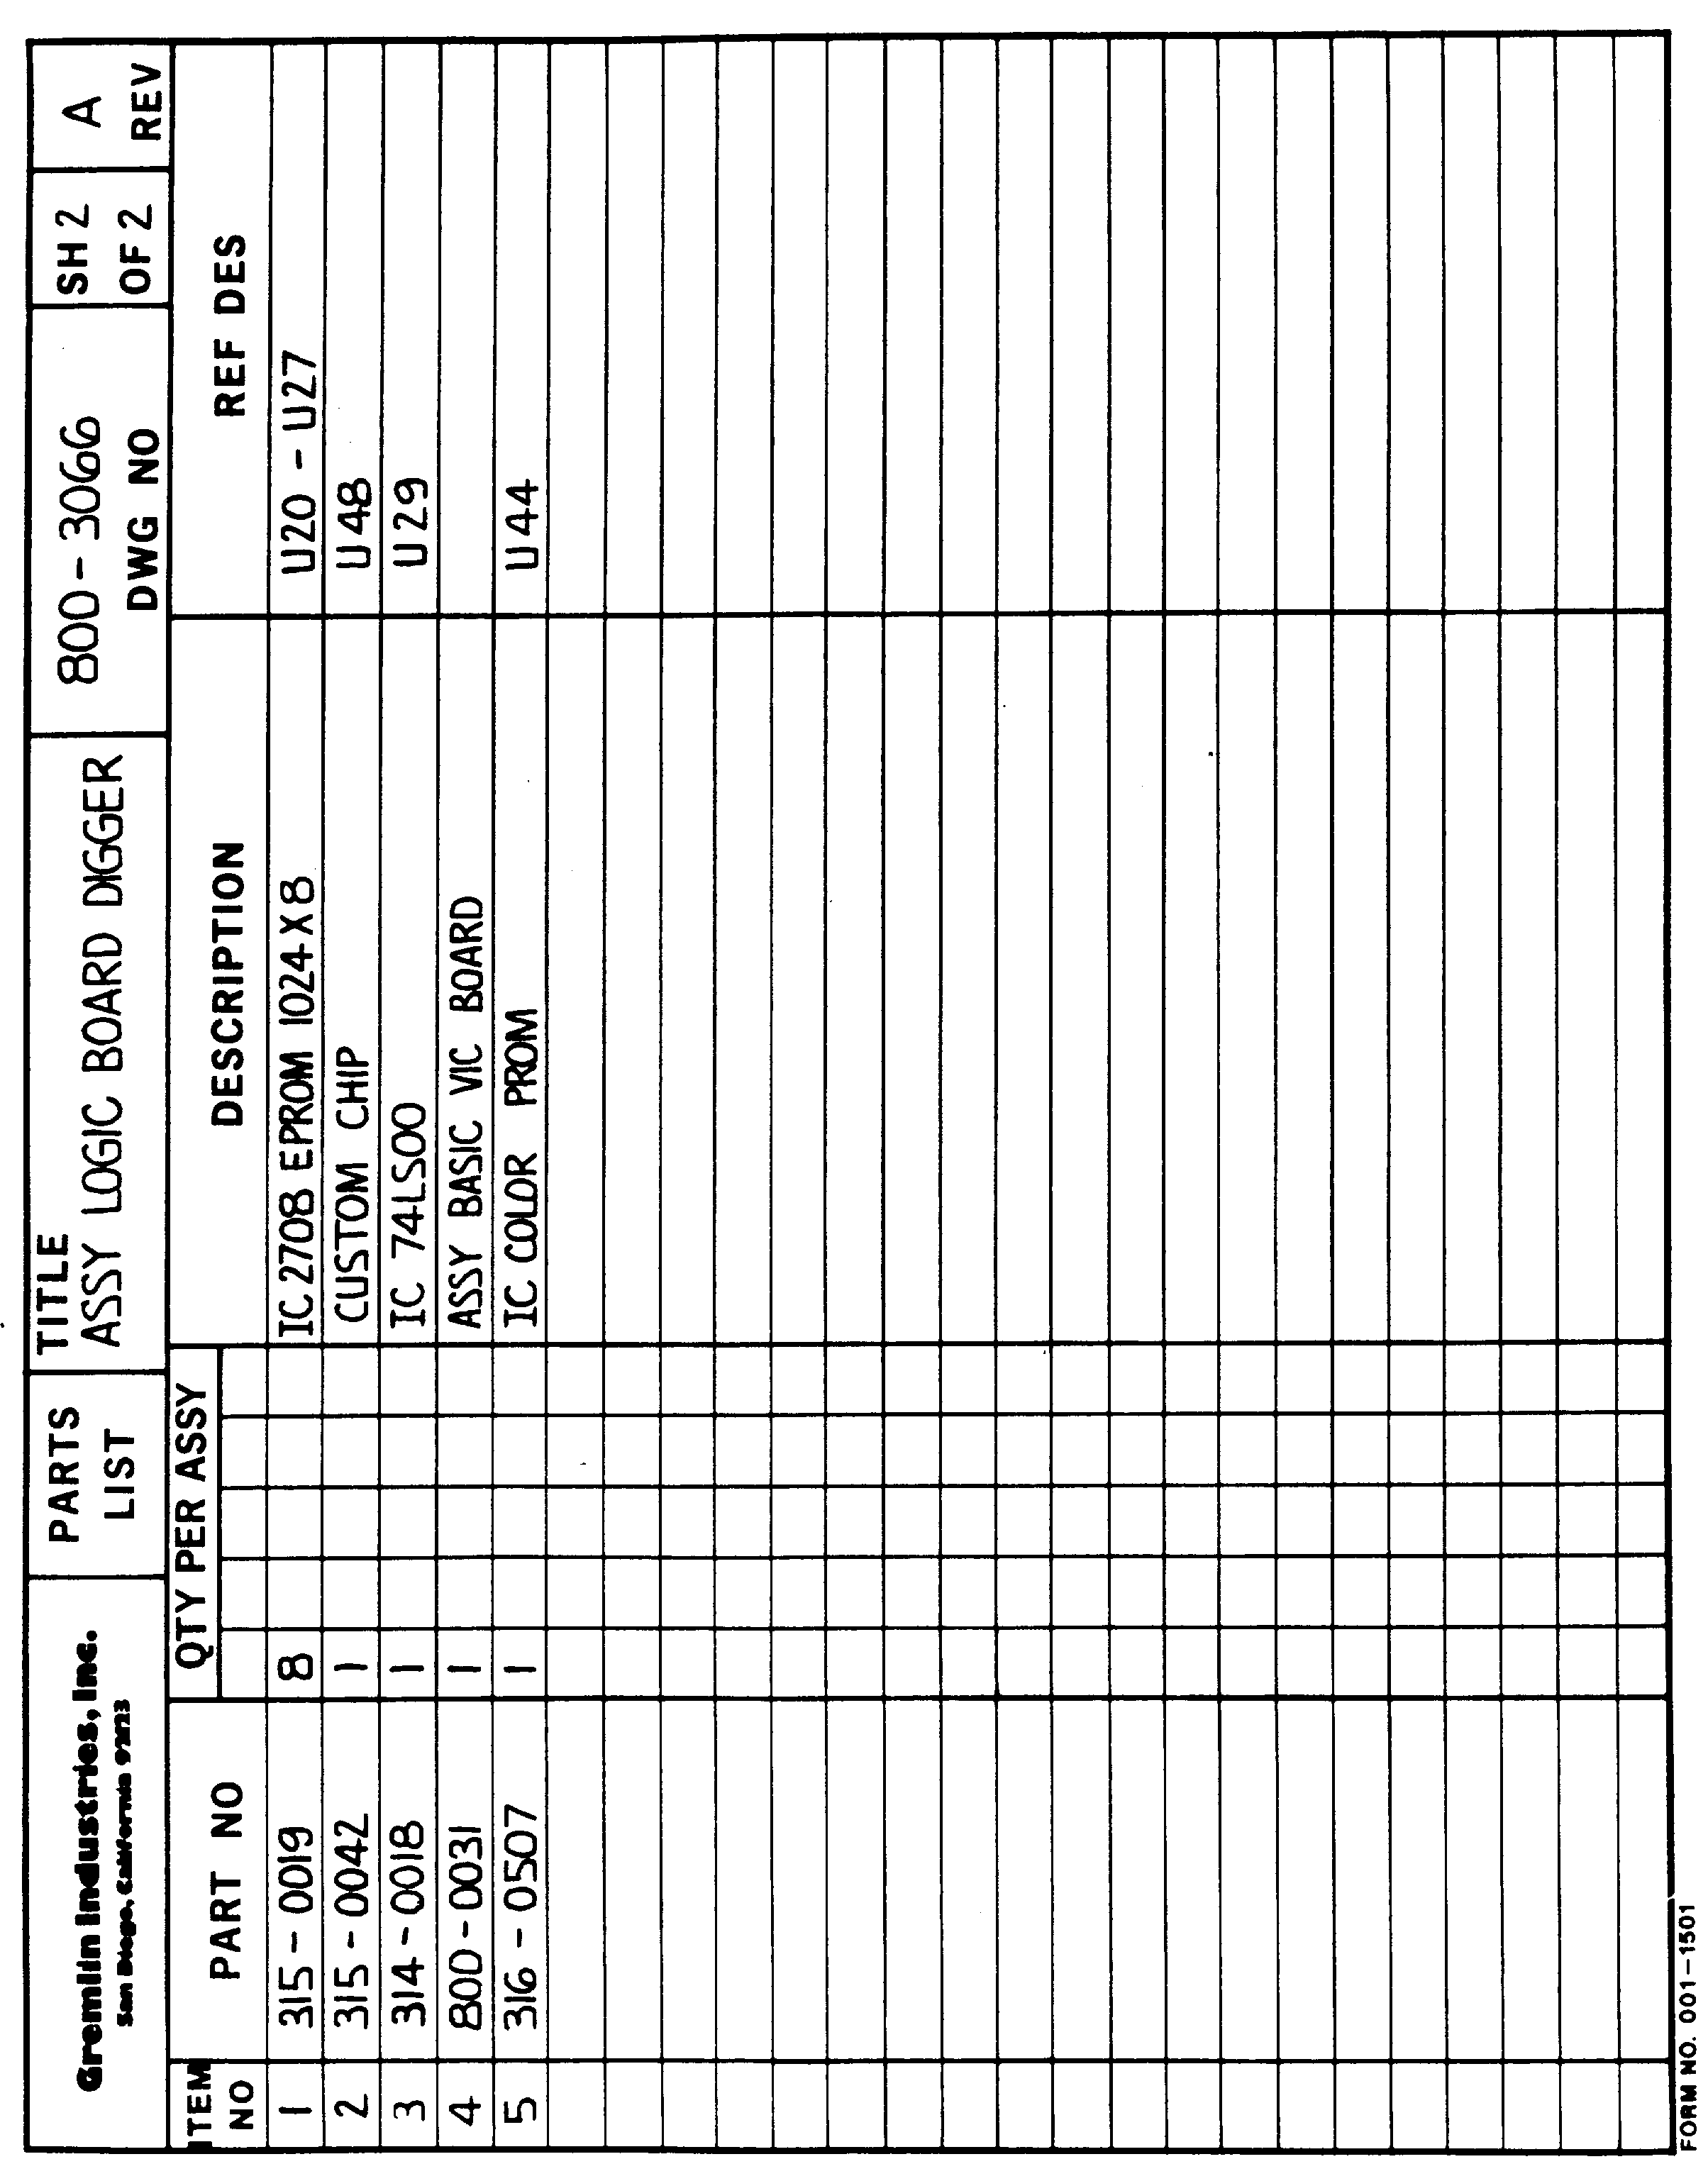 Gremlin Industries, Inc.
San Diego, California 92123
PARTS
LIST
TITLE
ASSY LOGIC BOARD DIGGER
800-3066
DWG NO
SH 2
OF 2
A
REV
ITEM
NO
PART NO
QTY PER ASSY
DESCRIPTION
REF DES
1 315-0019 8 IC 2708 EPROM 1024 X 8 U20 - U27
2 315-0042 1 CUSTOM CHIP U48
3 314-0018 1 IC 74LS00 U29
4 800-0031 1 ASSY BASIC VIC BOARD
5 316-0507 1 IC COLOR PROM U44
FORM NO. 001-1501